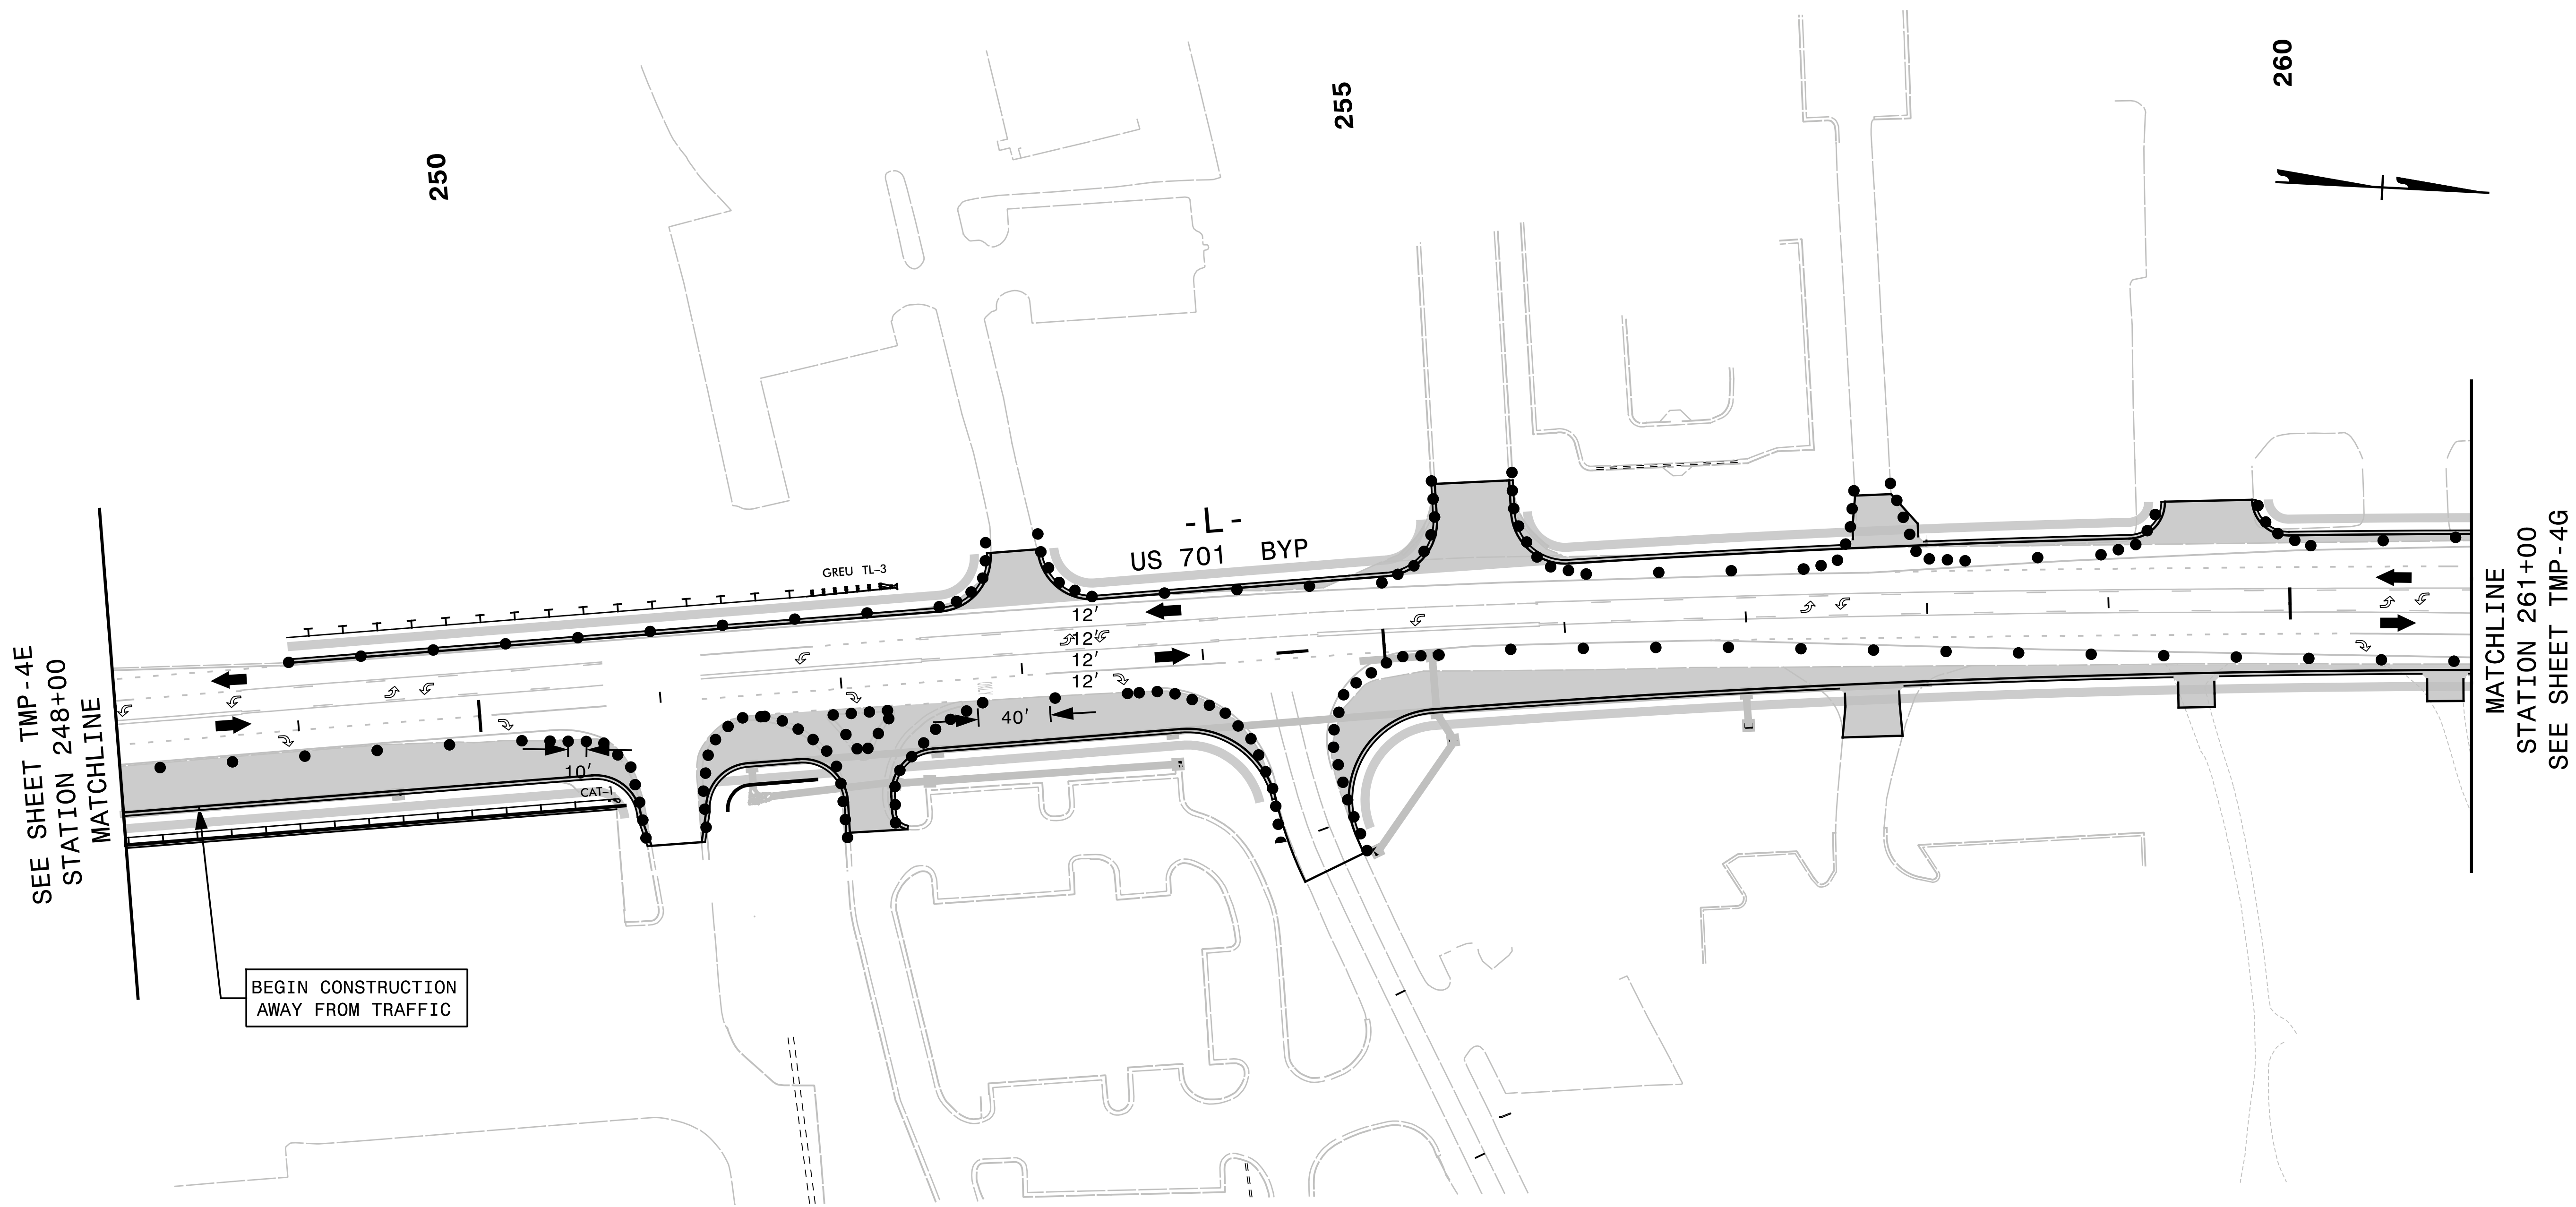 260
255
250
-L-
US 701 BYP
GREU TL-3
12'
12'
12'
12'
40'
10'
CAT-1
SEE SHEET TMP-4E
STATION 248+00
MATCHLINE
MATCHLINE
STATION 261+00
SEE SHEET TMP-4G
BEGIN CONSTRUCTION
AWAY FROM TRAFFIC